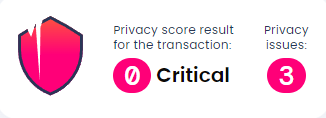 Privacy score result
for the transaction:
0 Critical
Privacy
issues:
3